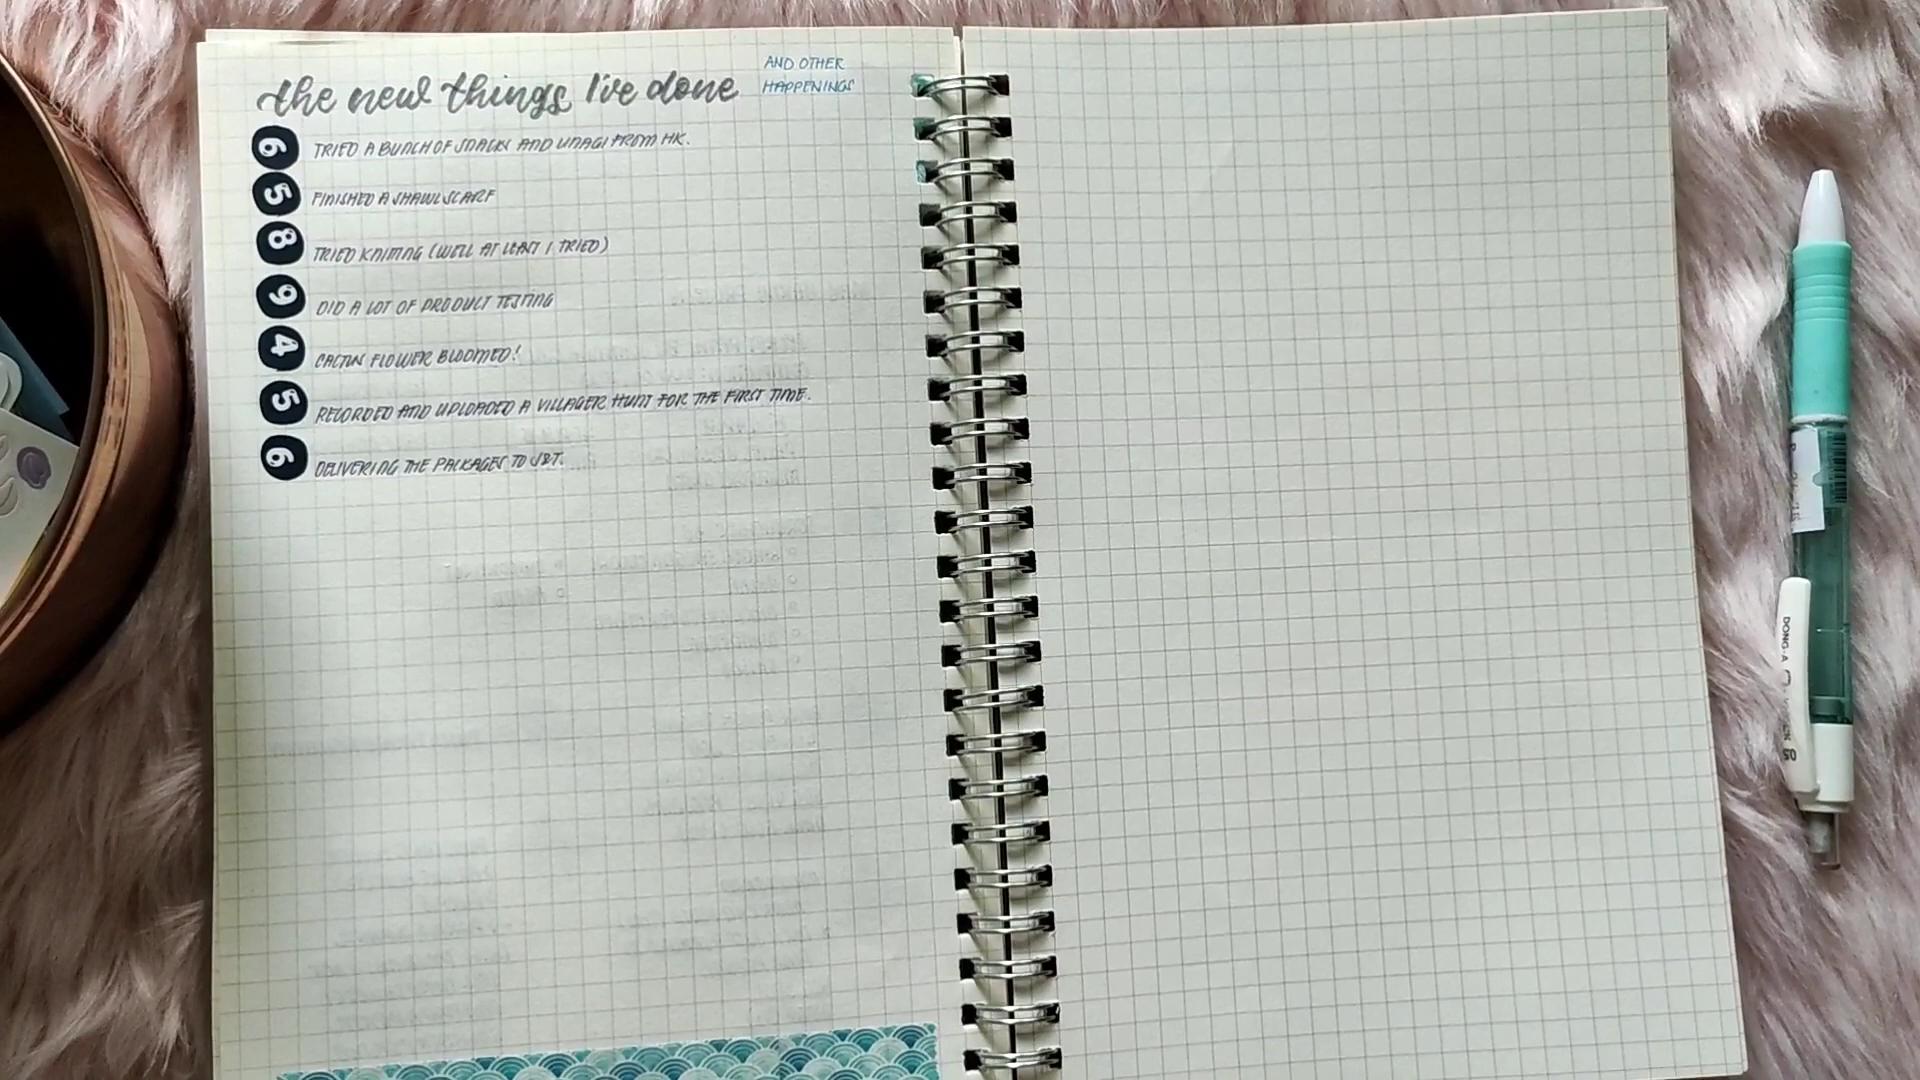 the new things I've done
AND OTHER
HAPPENINGS
6 TRIED A BUNCH OF SNACKS AND UNAGI FROM HK.
5 FINISHED A SHAWL SCARF
8 TRIED KNITTING (WELL AT LEAST I TRIED)
9 DID A LOT OF PRODUCT TESTING
4 CACTUS FLOWER BLOOMED!
5 RECORDED AND UPLOADED A VILLAGER HUNT FOR THE FIRST TIME.
6 DELIVERING THE PACKAGES TO J&T.
DONG-A
0.5